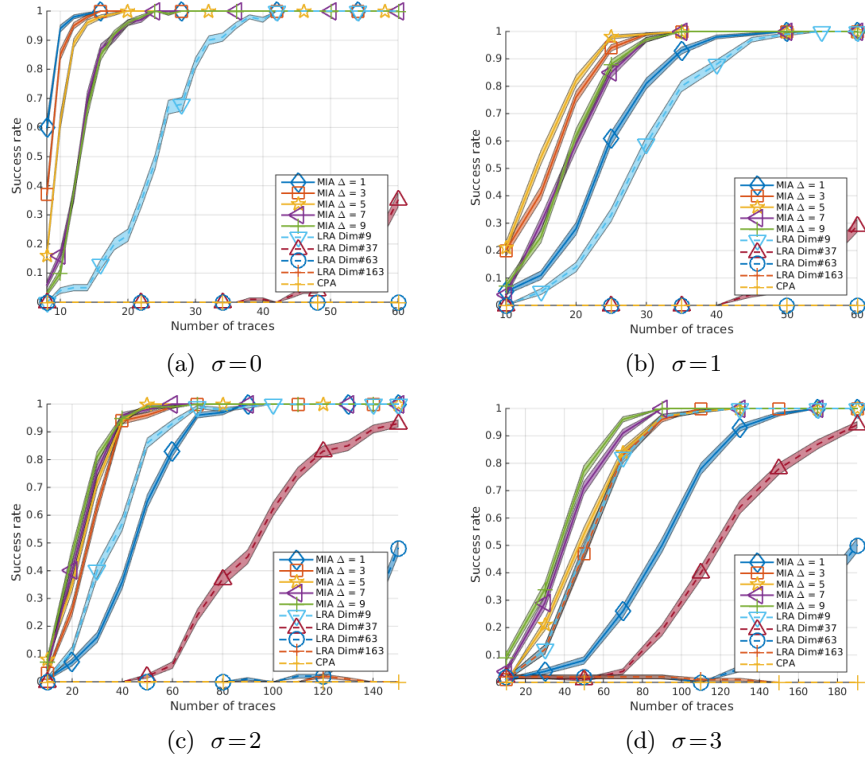 1
0.9
0.8
0.7
0.6
0.5
0.4
0.3
0.2
0.1
0
10 20 30 40 50 60
Success rate
Number of traces
MIA Δ = 1
MIA Δ = 3
MIA Δ = 5
MIA Δ = 7
MIA Δ = 9
LRA Dim#9
LRA Dim#37
LRA Dim#63
LRA Dim#163
CPA
(a) σ=0
1
0.9
0.8
0.7
0.6
0.5
0.4
0.3
0.2
0.1
0
10 20 30 40 50 60
Success rate
Number of traces
MIA Δ = 1
MIA Δ = 3
MIA Δ = 5
MIA Δ = 7
MIA Δ = 9
LRA Dim#9
LRA Dim#37
LRA Dim#63
LRA Dim#163
CPA
(b) σ=1
1
0.9
0.8
0.7
0.6
0.5
0.4
0.3
0.2
0.1
0
20 40 60 80 100 120 140
Success rate
Number of traces
MIA Δ = 1
MIA Δ = 3
MIA Δ = 5
MIA Δ = 7
MIA Δ = 9
LRA Dim#9
LRA Dim#37
LRA Dim#63
LRA Dim#163
CPA
(c) σ=2
1
0.9
0.8
0.7
0.6
0.5
0.4
0.3
0.2
0.1
0
20 40 60 80 100 120 140 160 180
Success rate
Number of traces
MIA Δ = 1
MIA Δ = 3
MIA Δ = 5
MIA Δ = 7
MIA Δ = 9
LRA Dim#9
LRA Dim#37
LRA Dim#63
LRA Dim#163
CPA
(d) σ=3